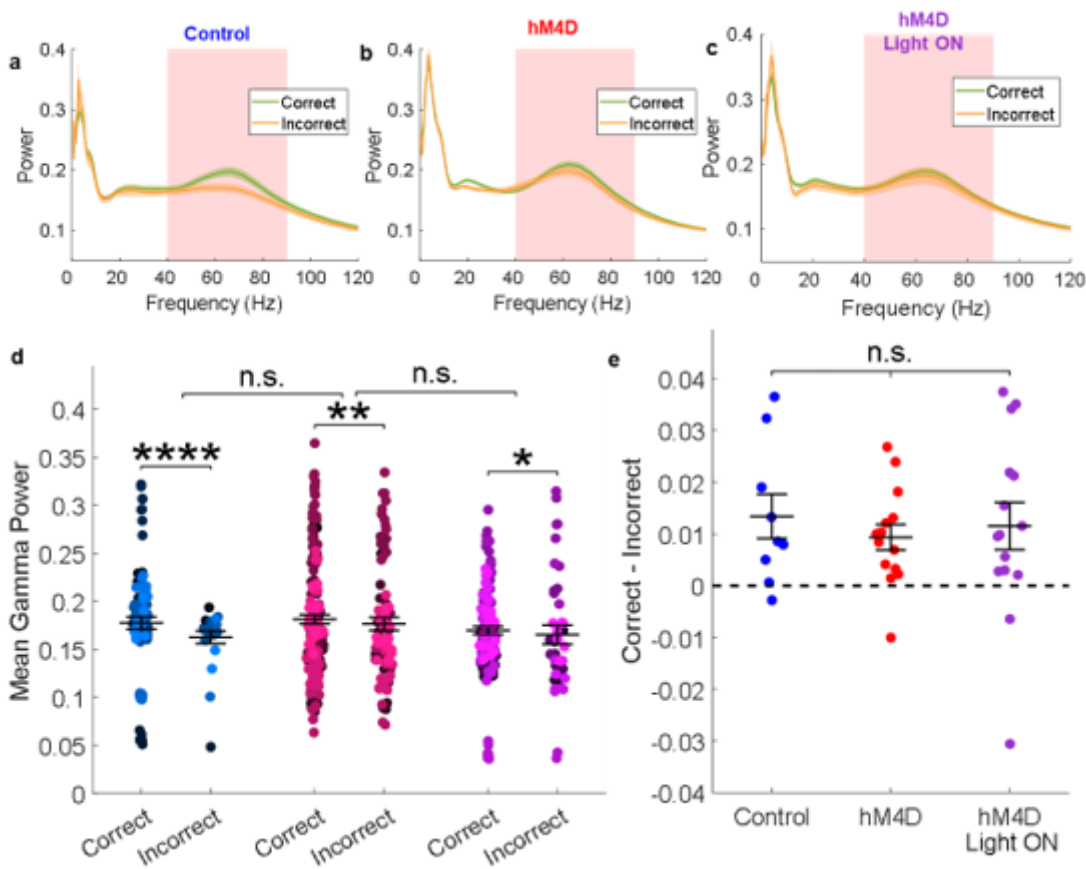 Control
hM4D
hM4D
Light ON
a
b
c
0.4
0.3
0.2
0.1
Power
Correct
Incorrect
0 20 40 60 80 100 120
Frequency (Hz)
0.4
0.3
0.2
0.1
Power
Correct
Incorrect
0 20 40 60 80 100 120
Frequency (Hz)
0.4
0.3
0.2
0.1
Power
Correct
Incorrect
0 20 40 60 80 100 120
Frequency (Hz)
d
n.s.
n.s.
****
**
*
0.4
0.35
0.3
0.25
0.2
0.15
0.1
0.05
0
Mean Gamma Power
Correct
Incorrect
Correct
Incorrect
Correct
Incorrect
e
n.s.
0.04
0.03
0.02
0.01
0
-0.01
-0.02
-0.03
-0.04
Correct - Incorrect
Control
hM4D
hM4D
Light ON